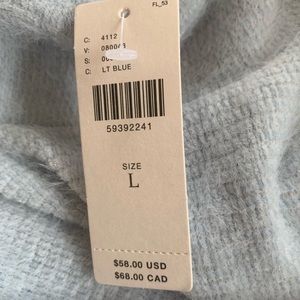 FL_53
C: 4112
V:
S:
C: LT BLUE
59392241
SIZE
L
$58.00 USD
$68.00 CAD